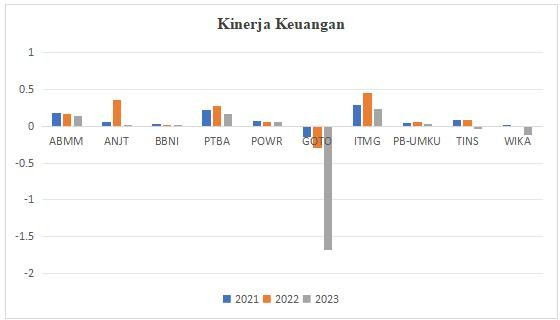 Kinerja Keuangan
1
0.5
0
ABMM ANJT BBNI PTBA POWR GOTO ITMG PB-UMKU TINS WIKA
-0.5
-1
-1.5
-2
2021 2022 2023